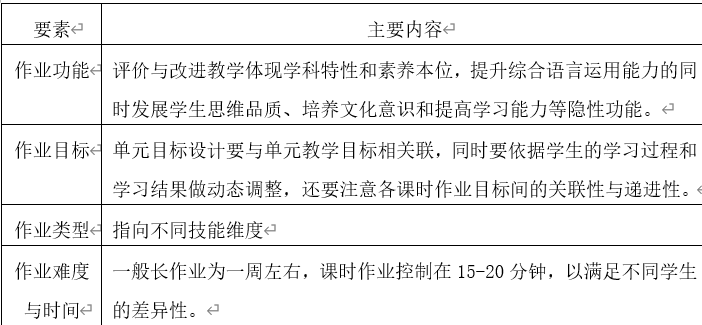 要素 主要内容
作业功能 评价与改进教学体现学科特性和素养本位，提升综合语言运用能力的同
时发展学生思维品质、培养文化意识和提高学习能力等隐性功能。
作业目标 单元目标设计要与单元教学目标相关联，同时要依据学生的学习过程和
学习结果做动态调整，还要注意各课时作业目标间的关联性与递进性。
作业类型 指向不同技能维度
作业难度 一般长作业为一周左右，课时作业控制在 15-20 分钟，以满足不同学生
与时间 的差异性。